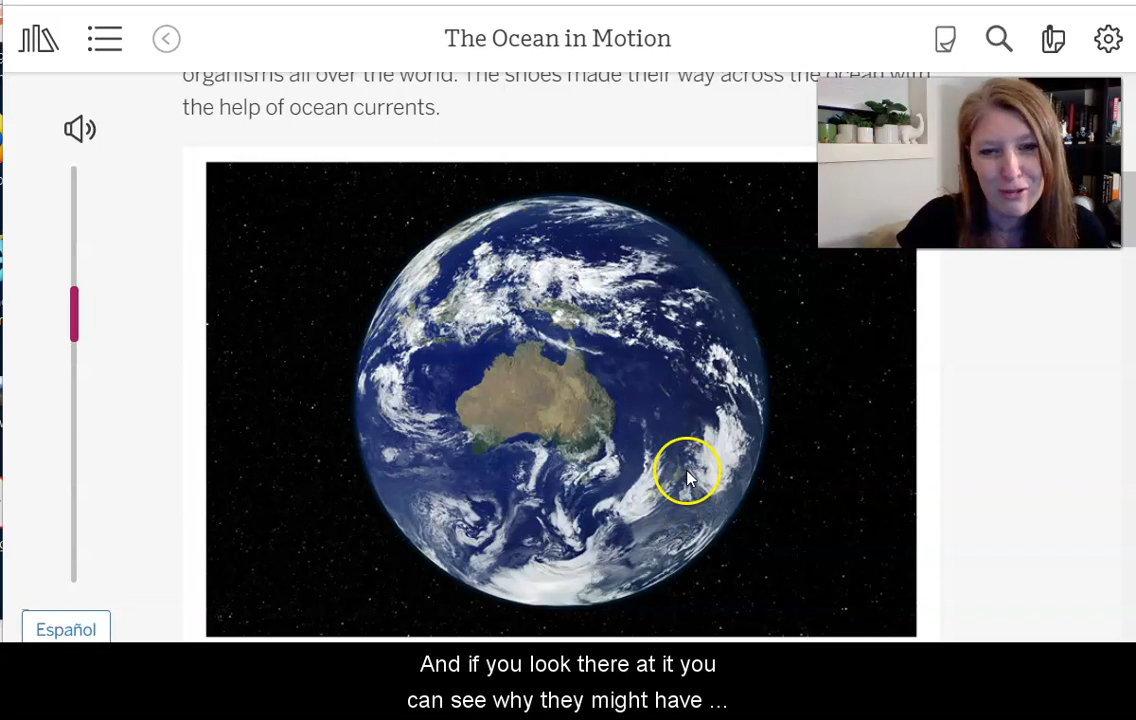 The Ocean in Motion
organisms all over the world. The shoes made their way across the ocean with
the help of ocean currents.
Español
And if you look there at it you
can see why they might have ...